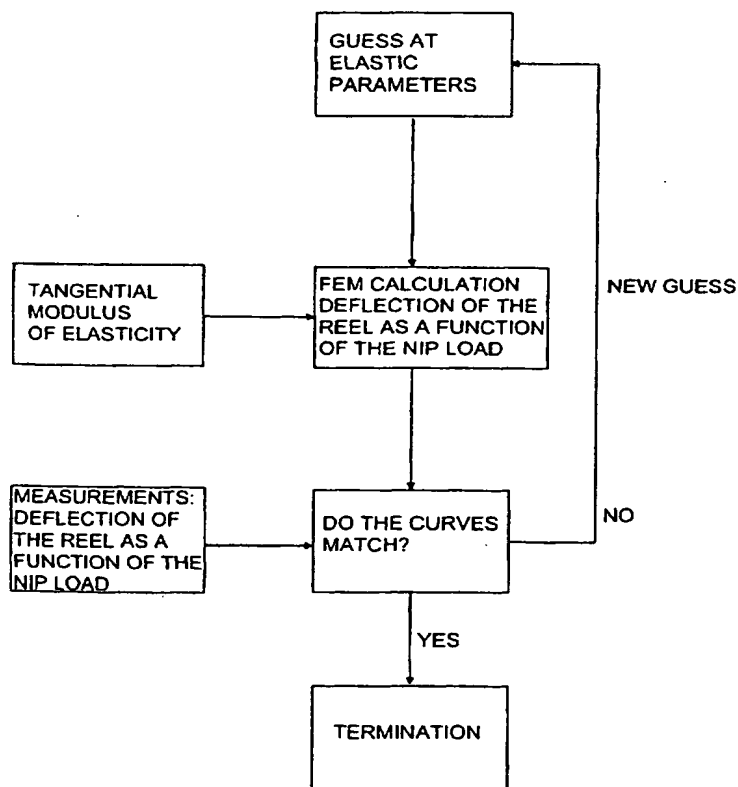 GUESS AT
ELASTIC
PARAMETERS
TANGENTIAL
MODULUS
OF ELASTICITY
FEM CALCULATION
DEFLECTION OF THE
REEL AS A FUNCTION
OF THE NIP LOAD
NEW GUESS
MEASUREMENTS:
DEFLECTION OF
THE REEL AS A
FUNCTION OF THE
NIP LOAD
DO THE CURVES
MATCH?
NO
YES
TERMINATION